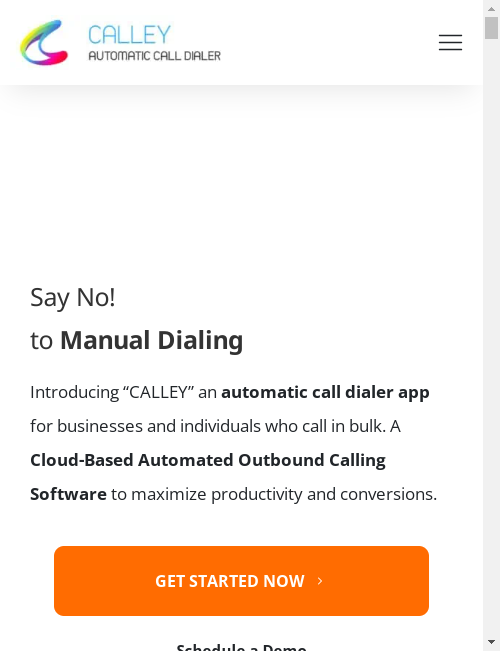 CALLEY
AUTOMATIC CALL DIALER
Say No!
to Manual Dialing
Introducing “CALLEY” an automatic call dialer app
for businesses and individuals who call in bulk. A
Cloud-Based Automated Outbound Calling
Software to maximize productivity and conversions.
GET STARTED NOW
Schedule a Demo